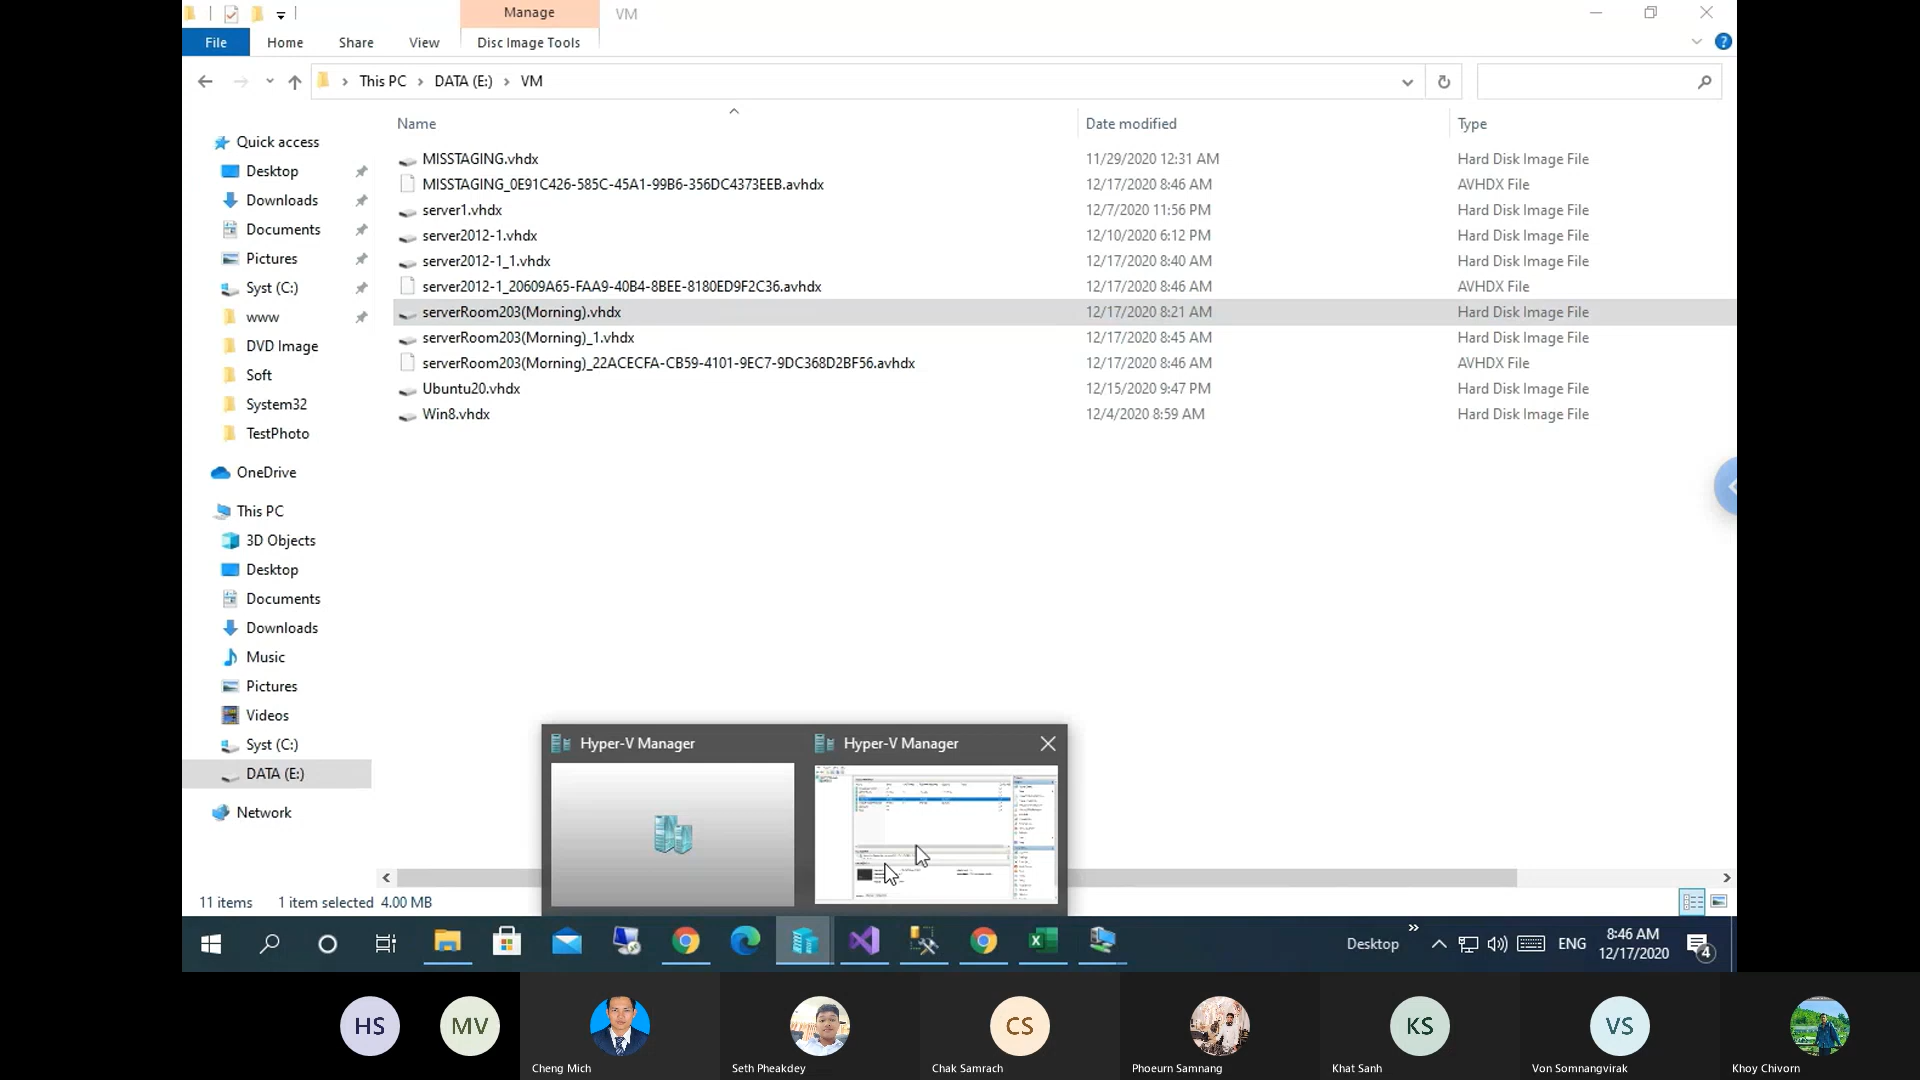 Manage
VM
File
Home
Share
View
Disc Image Tools
This PC
DATA (E:)
VM
Name
Date modified
Type
Quick access
Desktop
Downloads
Documents
Pictures
Syst (C:)
www
DVD Image
Soft
System32
TestPhoto
OneDrive
This PC
3D Objects
Desktop
Documents
Downloads
Music
Pictures
Videos
Syst (C:)
DATA (E:)
Network
MISSTAGING.vhdx 11/29/2020 12:31 AM Hard Disk Image File
MISSTAGING_0E91C426-585C-45A1-99B6-356DC4373EEB.avhdx 12/17/2020 8:46 AM AVHDX File
server1.vhdx 12/7/2020 11:56 PM Hard Disk Image File
server2012-1.vhdx 12/10/2020 6:12 PM Hard Disk Image File
server2012-1_1.vhdx 12/17/2020 8:40 AM Hard Disk Image File
server2012-1_20609A65-FAA9-40B4-8BEE-8180ED9F2C36.avhdx 12/17/2020 8:46 AM AVHDX File
serverRoom203(Morning).vhdx 12/17/2020 8:21 AM Hard Disk Image File
serverRoom203(Morning)_1.vhdx 12/17/2020 8:45 AM Hard Disk Image File
serverRoom203(Morning)_22ACECFA-CB59-4101-9EC7-9DC368D2BF56.avhdx 12/17/2020 8:46 AM AVHDX File
Ubuntu20.vhdx 12/15/2020 9:47 PM Hard Disk Image File
Win8.vhdx 12/4/2020 8:59 AM Hard Disk Image File
Hyper-V Manager
Hyper-V Manager
11 items 1 item selected 4.00 MB
Desktop
ENG
8:46 AM
12/17/2020
4
HS
MV
CS
KS
VS
Cheng Mich
Seth Pheakdey
Chak Samrach
Phoeurn Samnang
Khat Sanh
Von Somnangvirak
Khoy Chivorn